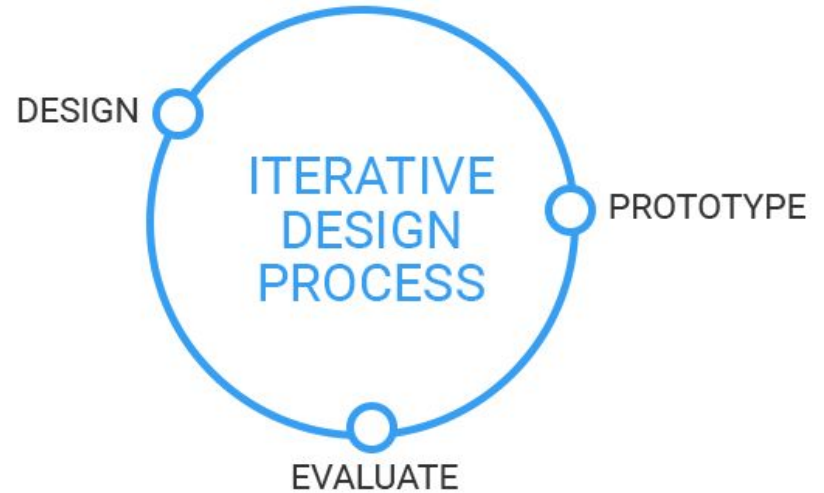 DESIGN
ITERATIVE
DESIGN
PROCESS
PROTOTYPE
EVALUATE